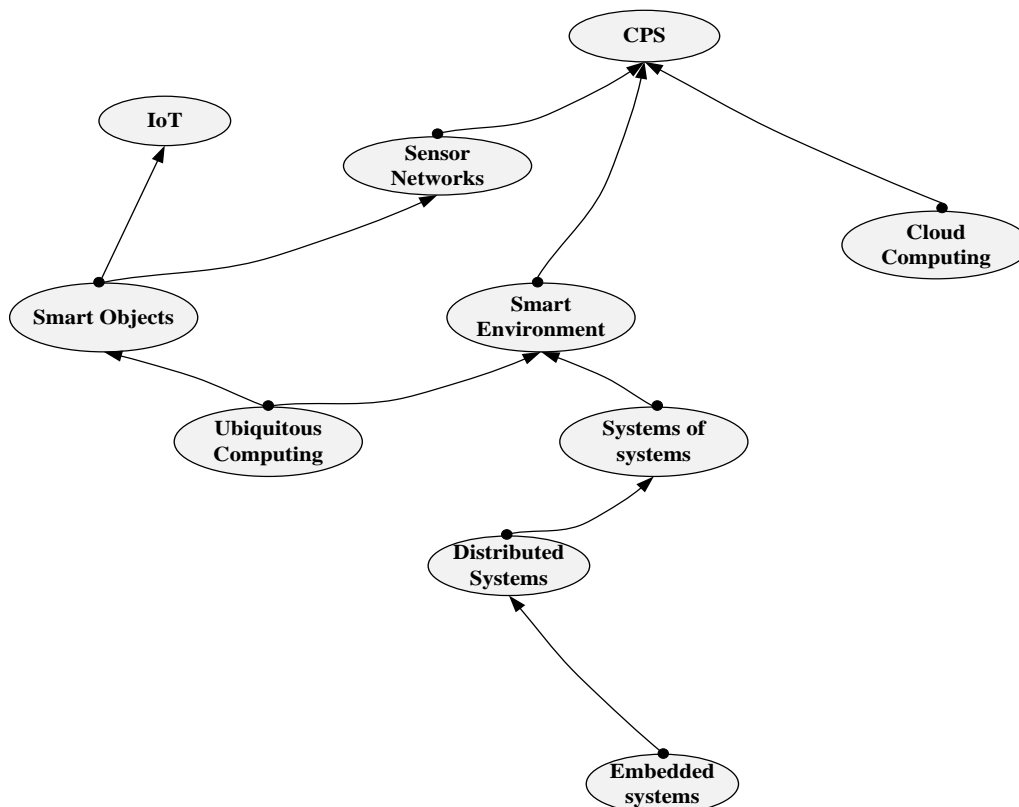 CPS
IoT
Sensor
Networks
Cloud
Computing
Smart Objects
Smart
Environment
Ubiquitous
Computing
Systems of
systems
Distributed
Systems
Embedded
systems